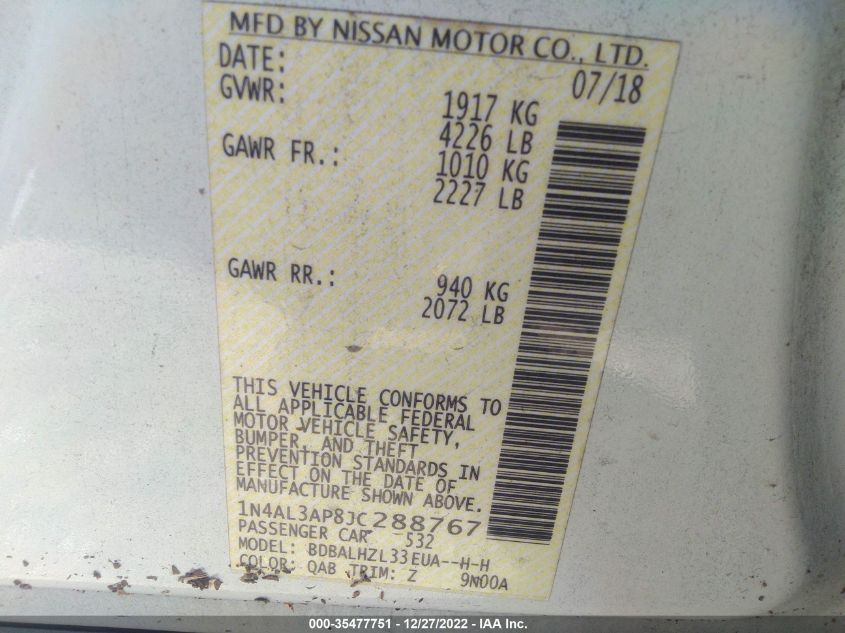 MFD BY NISSAN MOTOR CO., LTD.
DATE: 07/18
GVWR: 1917 KG
4226 LB
GAWR FR.: 1010 KG
2227 LB
GAWR RR.: 940 KG
2072 LB
THIS VEHICLE CONFORMS TO
ALL APPLICABLE FEDERAL
MOTOR VEHICLE SAFETY,
BUMPER, AND THEFT
PREVENTION STANDARDS IN
EFFECT ON THE DATE OF
MANUFACTURE SHOWN ABOVE.
1N4AL3AP8JC288767
PASSENGER CAR -532
MODEL: BDBALHZL33EUA--H-H
COLOR: QAB TRIM: Z 9N00A
000-35477751 - 12/27/2022 - IAA Inc.